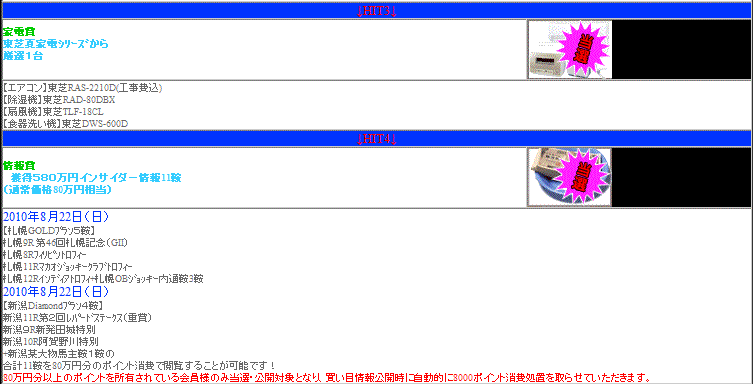 ↓HIT3↓
家電賞
東芝真家電ｼﾘｰｽﾞから
厳選１台
当選
【エアコン】東芝RAS-2210D(工事費込)
【除湿機】東芝RAD-80DBX
【扇風機】東芝TLF-18CL
【食器洗い機】東芝DWS-600D
↓HIT4↓
情報賞
獲得580万円インサイダー情報11鞍
(通常価格80万円相当)
当選
2010年8月22日（日）
【札幌GOLDﾌﾟﾗﾝ５鞍】
札幌9R 第46回札幌記念（GII）
札幌8Rﾌｨﾘﾋﾟﾝﾄﾛﾌｨｰ
札幌11Rﾏｶｵｼﾞｮｯｷｰｸﾗﾌﾞﾄﾛﾌｨｰ
札幌12Rｲﾝﾃﾞｨｱﾄﾛﾌｨ+札幌OBｼﾞｮｯｷｰ内通鞍3鞍
2010年8月22日（日）
【新潟Diamondﾌﾟﾗﾝ４鞍】
新潟11R第２回ﾚﾊﾟｰﾄﾞｽﾃｰｸｽ(重賞)
新潟９R新発田城特別
新潟10R阿賀野川特別
+新潟某大物馬主鞍１鞍の
合計11鞍を80万円分のポイント消費で閲覧することが可能です！
80万円分以上のポイントを所有されている会員様のみ当選・公開対象となり、買い目情報公開時に自動的に8000ポイント消費処置を取らせていただきます。